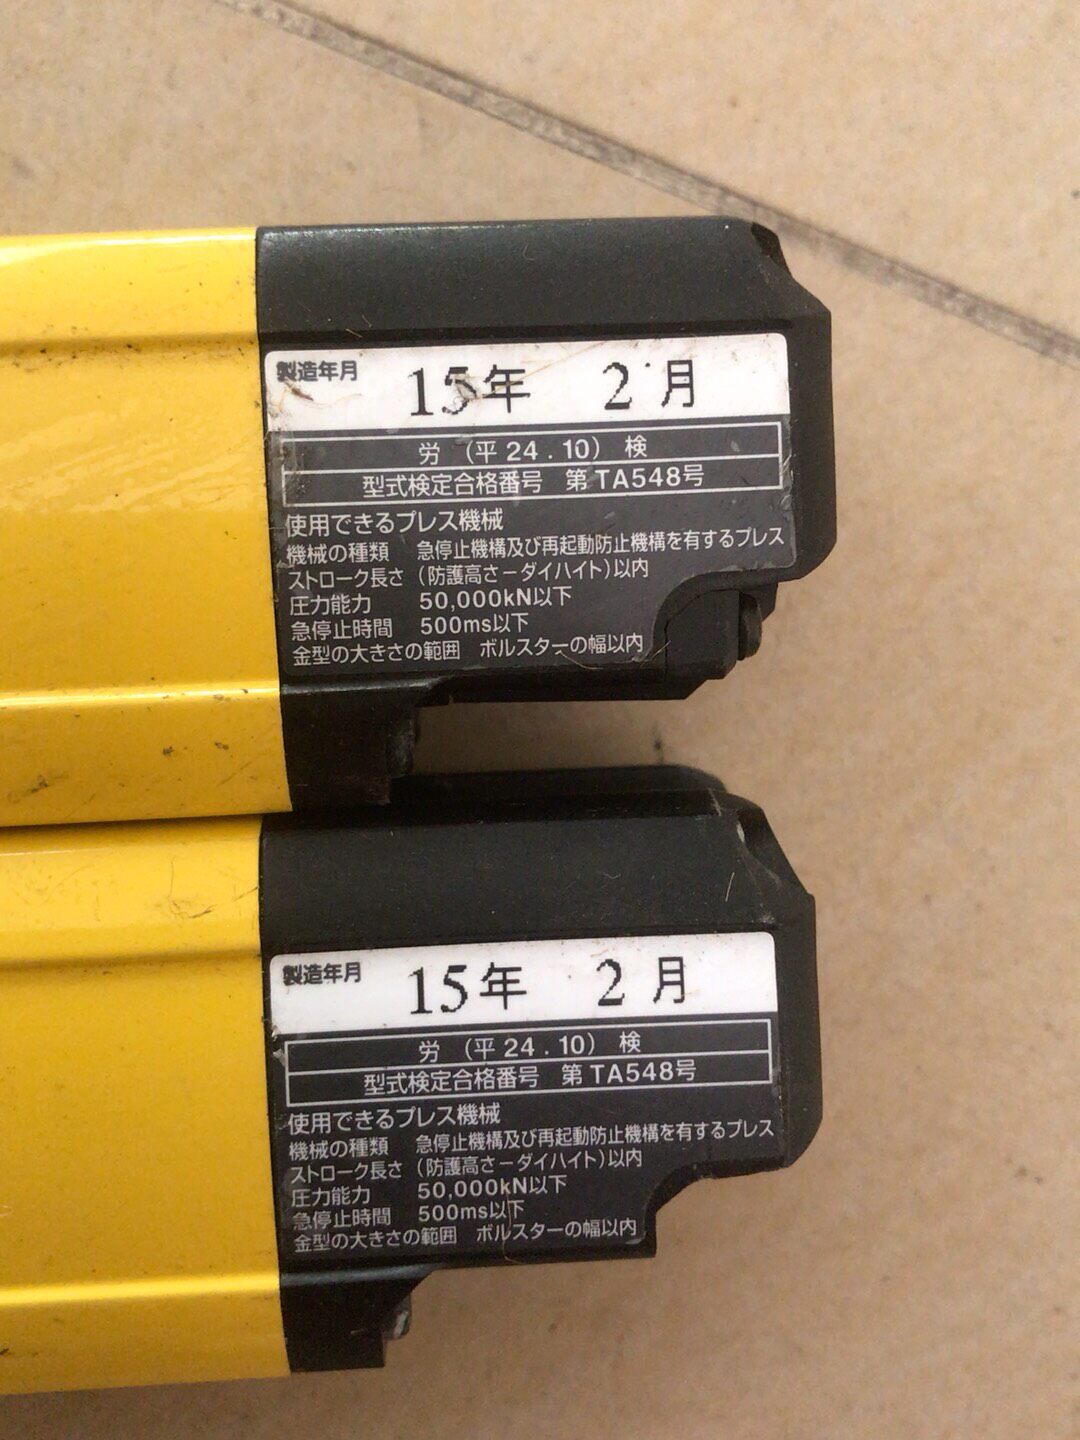 製造年月 15年 2月
労 (平24.10) 検
型式検定合格番号 第TA548号
使用できるプレス機械
機械の種類 急停止機構及び再起動防止機構を有するプレス
ストローク長さ (防護高さ−ダイハイト)以内
圧力能力 50,000kN以下
急停止時間 500ms以下
金型の大きさの範囲 ボルスターの幅以内
製造年月 15年 2月
労 (平24.10) 検
型式検定合格番号 第TA548号
使用できるプレス機械
機械の種類 急停止機構及び再起動防止機構を有するプレス
ストローク長さ (防護高さ−ダイハイト)以内
圧力能力 50,000kN以下
急停止時間 500ms以下
金型の大きさの範囲 ボルスターの幅以内